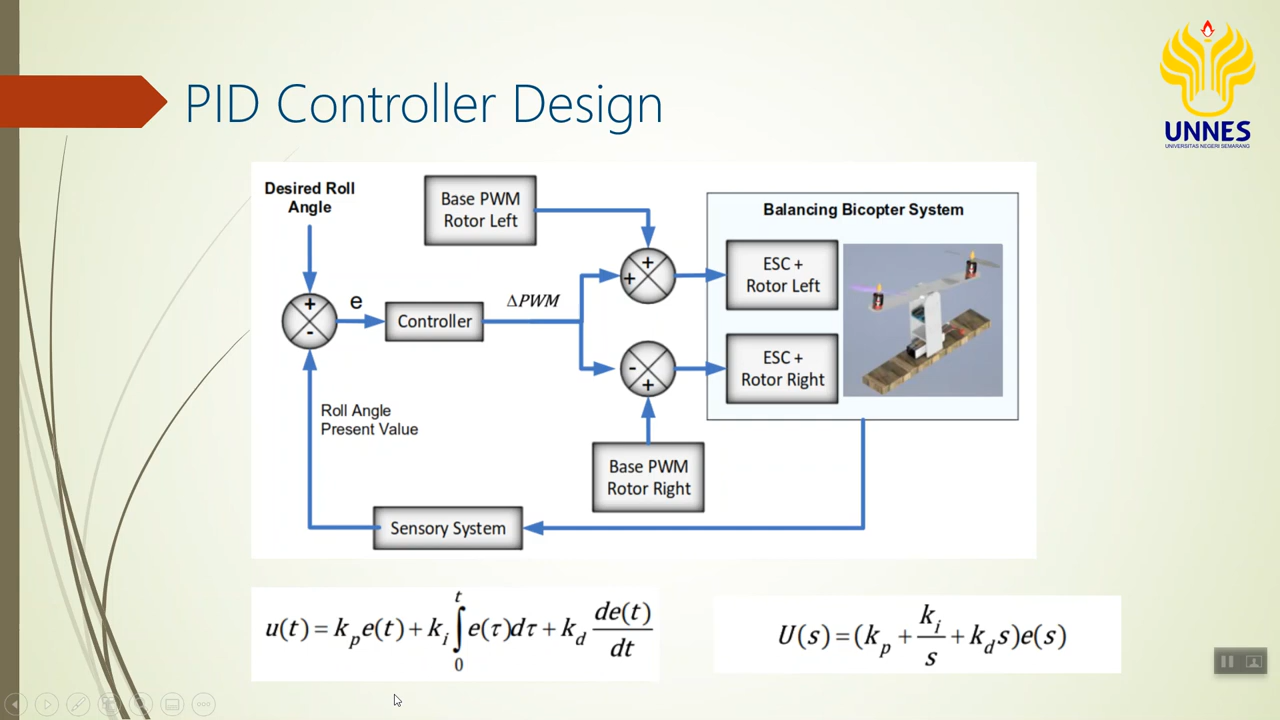 PID Controller Design
UNNES
UNIVERSITAS NEGERI SEMARANG
Desired Roll
Angle
Base PWM
Rotor Left
Balancing Bicopter System
+
+
ESC +
Rotor Left
+
-
e
Controller
ΔPWM
-
+
ESC +
Rotor Right
Roll Angle
Present Value
Base PWM
Rotor Right
Sensory System
u(t) = k_p e(t) + k_i ∫_0^t e(τ)dτ + k_d de(t)/dt
U(s) = (k_p + k_i/s + k_d s)e(s)